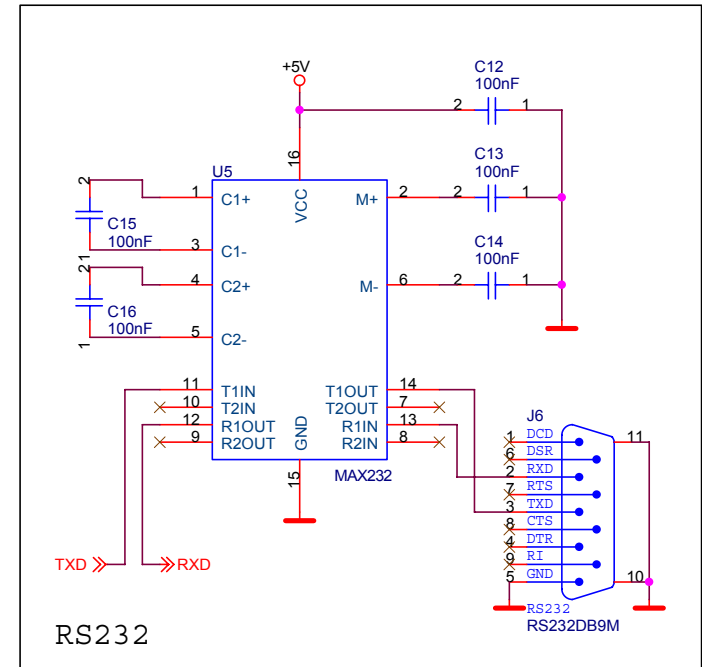 +5V
C12
100nF
2 1
16
U5
C13
100nF
2 1
C15
100nF
2
1
C14
100nF
2 1
C16
100nF
2
1
1 C1+ VCC M+ 2
3 C1-
4 C2+ M- 6
5 C2-
11 T1IN T1OUT 14
10 T2IN T2OUT 7
12 R1OUT GND R1IN 13
9 R2OUT R2IN 8
15
MAX232
J6
1 DCD 11
6 DSR
2 RXD
7 RTS
3 TXD
8 CTS
4 DTR
9 RI
5 GND 10
RS232
RS232DB9M
TXD RXD
RS232